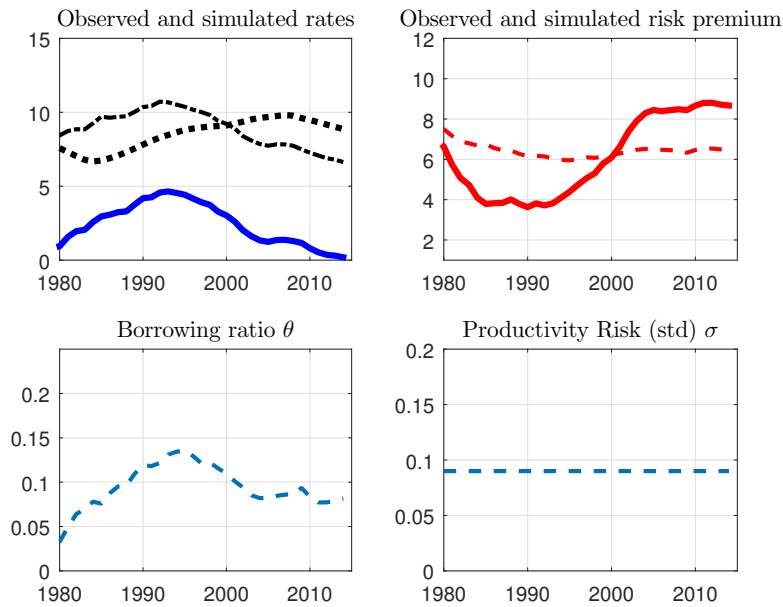 Observed and simulated rates
15
10
5
0
1980 1990 2000 2010
Observed and simulated risk premium
12
10
8
6
4
2
1980 1990 2000 2010
Borrowing ratio θ
0.2
0.15
0.1
0.05
0
1980 1990 2000 2010
Productivity Risk (std) σ
0.2
0.15
0.1
0.05
0
1980 1990 2000 2010